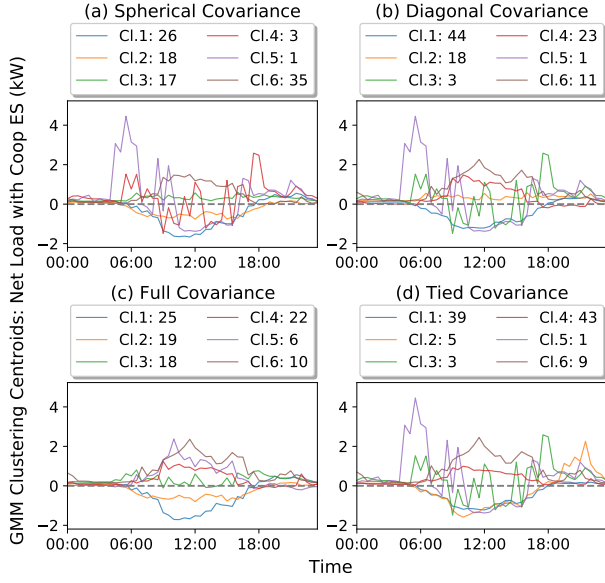 GMM Clustering Centroids: Net Load with Coop ES (kW)
(a) Spherical Covariance
Cl.1: 26 Cl.4: 3
Cl.2: 18 Cl.5: 1
Cl.3: 17 Cl.6: 35
4
2
0
−2
00:00 06:00 12:00 18:00
(b) Diagonal Covariance
Cl.1: 44 Cl.4: 23
Cl.2: 18 Cl.5: 1
Cl.3: 3 Cl.6: 11
4
2
0
−2
00:00 06:00 12:00 18:00
(c) Full Covariance
Cl.1: 25 Cl.4: 22
Cl.2: 19 Cl.5: 6
Cl.3: 18 Cl.6: 10
4
2
0
−2
00:00 06:00 12:00 18:00
(d) Tied Covariance
Cl.1: 39 Cl.4: 43
Cl.2: 5 Cl.5: 1
Cl.3: 3 Cl.6: 9
4
2
0
−2
00:00 06:00 12:00 18:00
Time